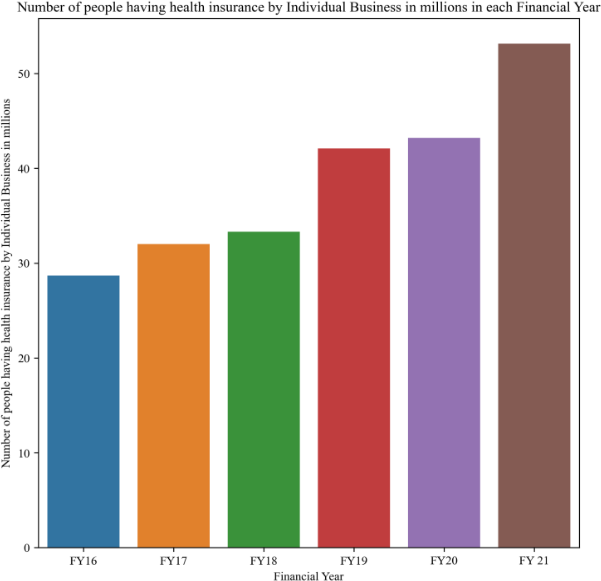 Number of people having health insurance by Individual Business in millions in each Financial Year
Number of people having health insurance by Individual Business in millions
50
40
30
20
10
0
FY16 FY17 FY18 FY19 FY20 FY 21
Financial Year